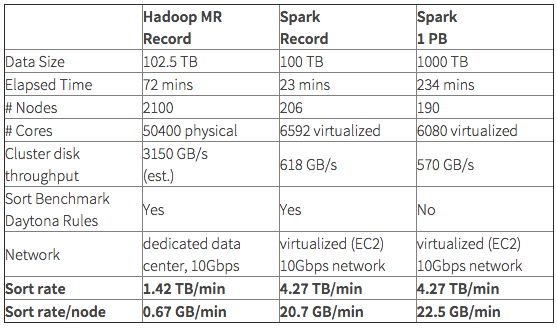 Hadoop MR Record Spark Record Spark 1 PB
Data Size 102.5 TB 100 TB 1000 TB
Elapsed Time 72 mins 23 mins 234 mins
# Nodes 2100 206 190
# Cores 50400 physical 6592 virtualized 6080 virtualized
Cluster disk throughput 3150 GB/s (est.) 618 GB/s 570 GB/s
Sort Benchmark Daytona Rules Yes Yes No
Network dedicated data center, 10Gbps virtualized (EC2) 10Gbps network virtualized (EC2) 10Gbps network
Sort rate 1.42 TB/min 4.27 TB/min 4.27 TB/min
Sort rate/node 0.67 GB/min 20.7 GB/min 22.5 GB/min